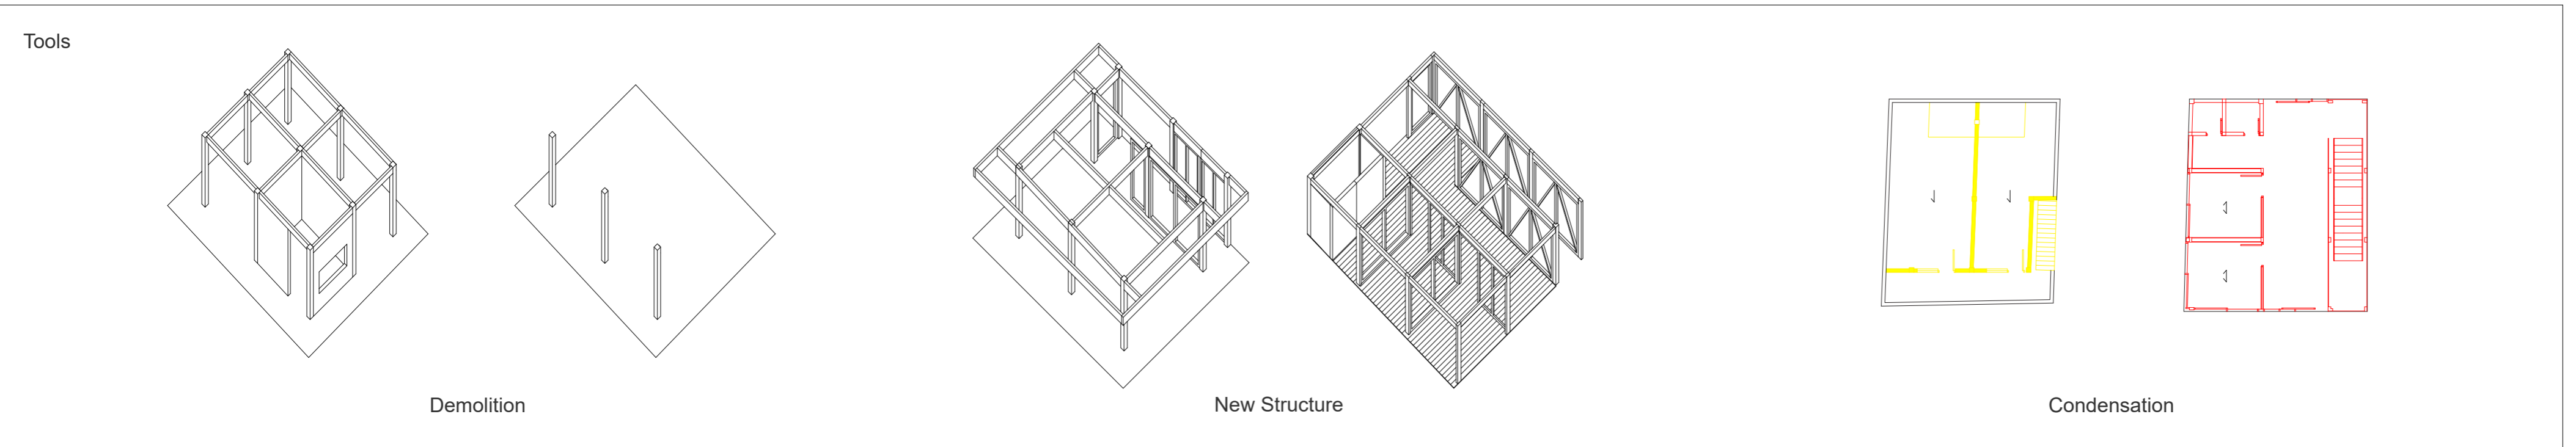 Tools
Demolition
New Structure
Condensation